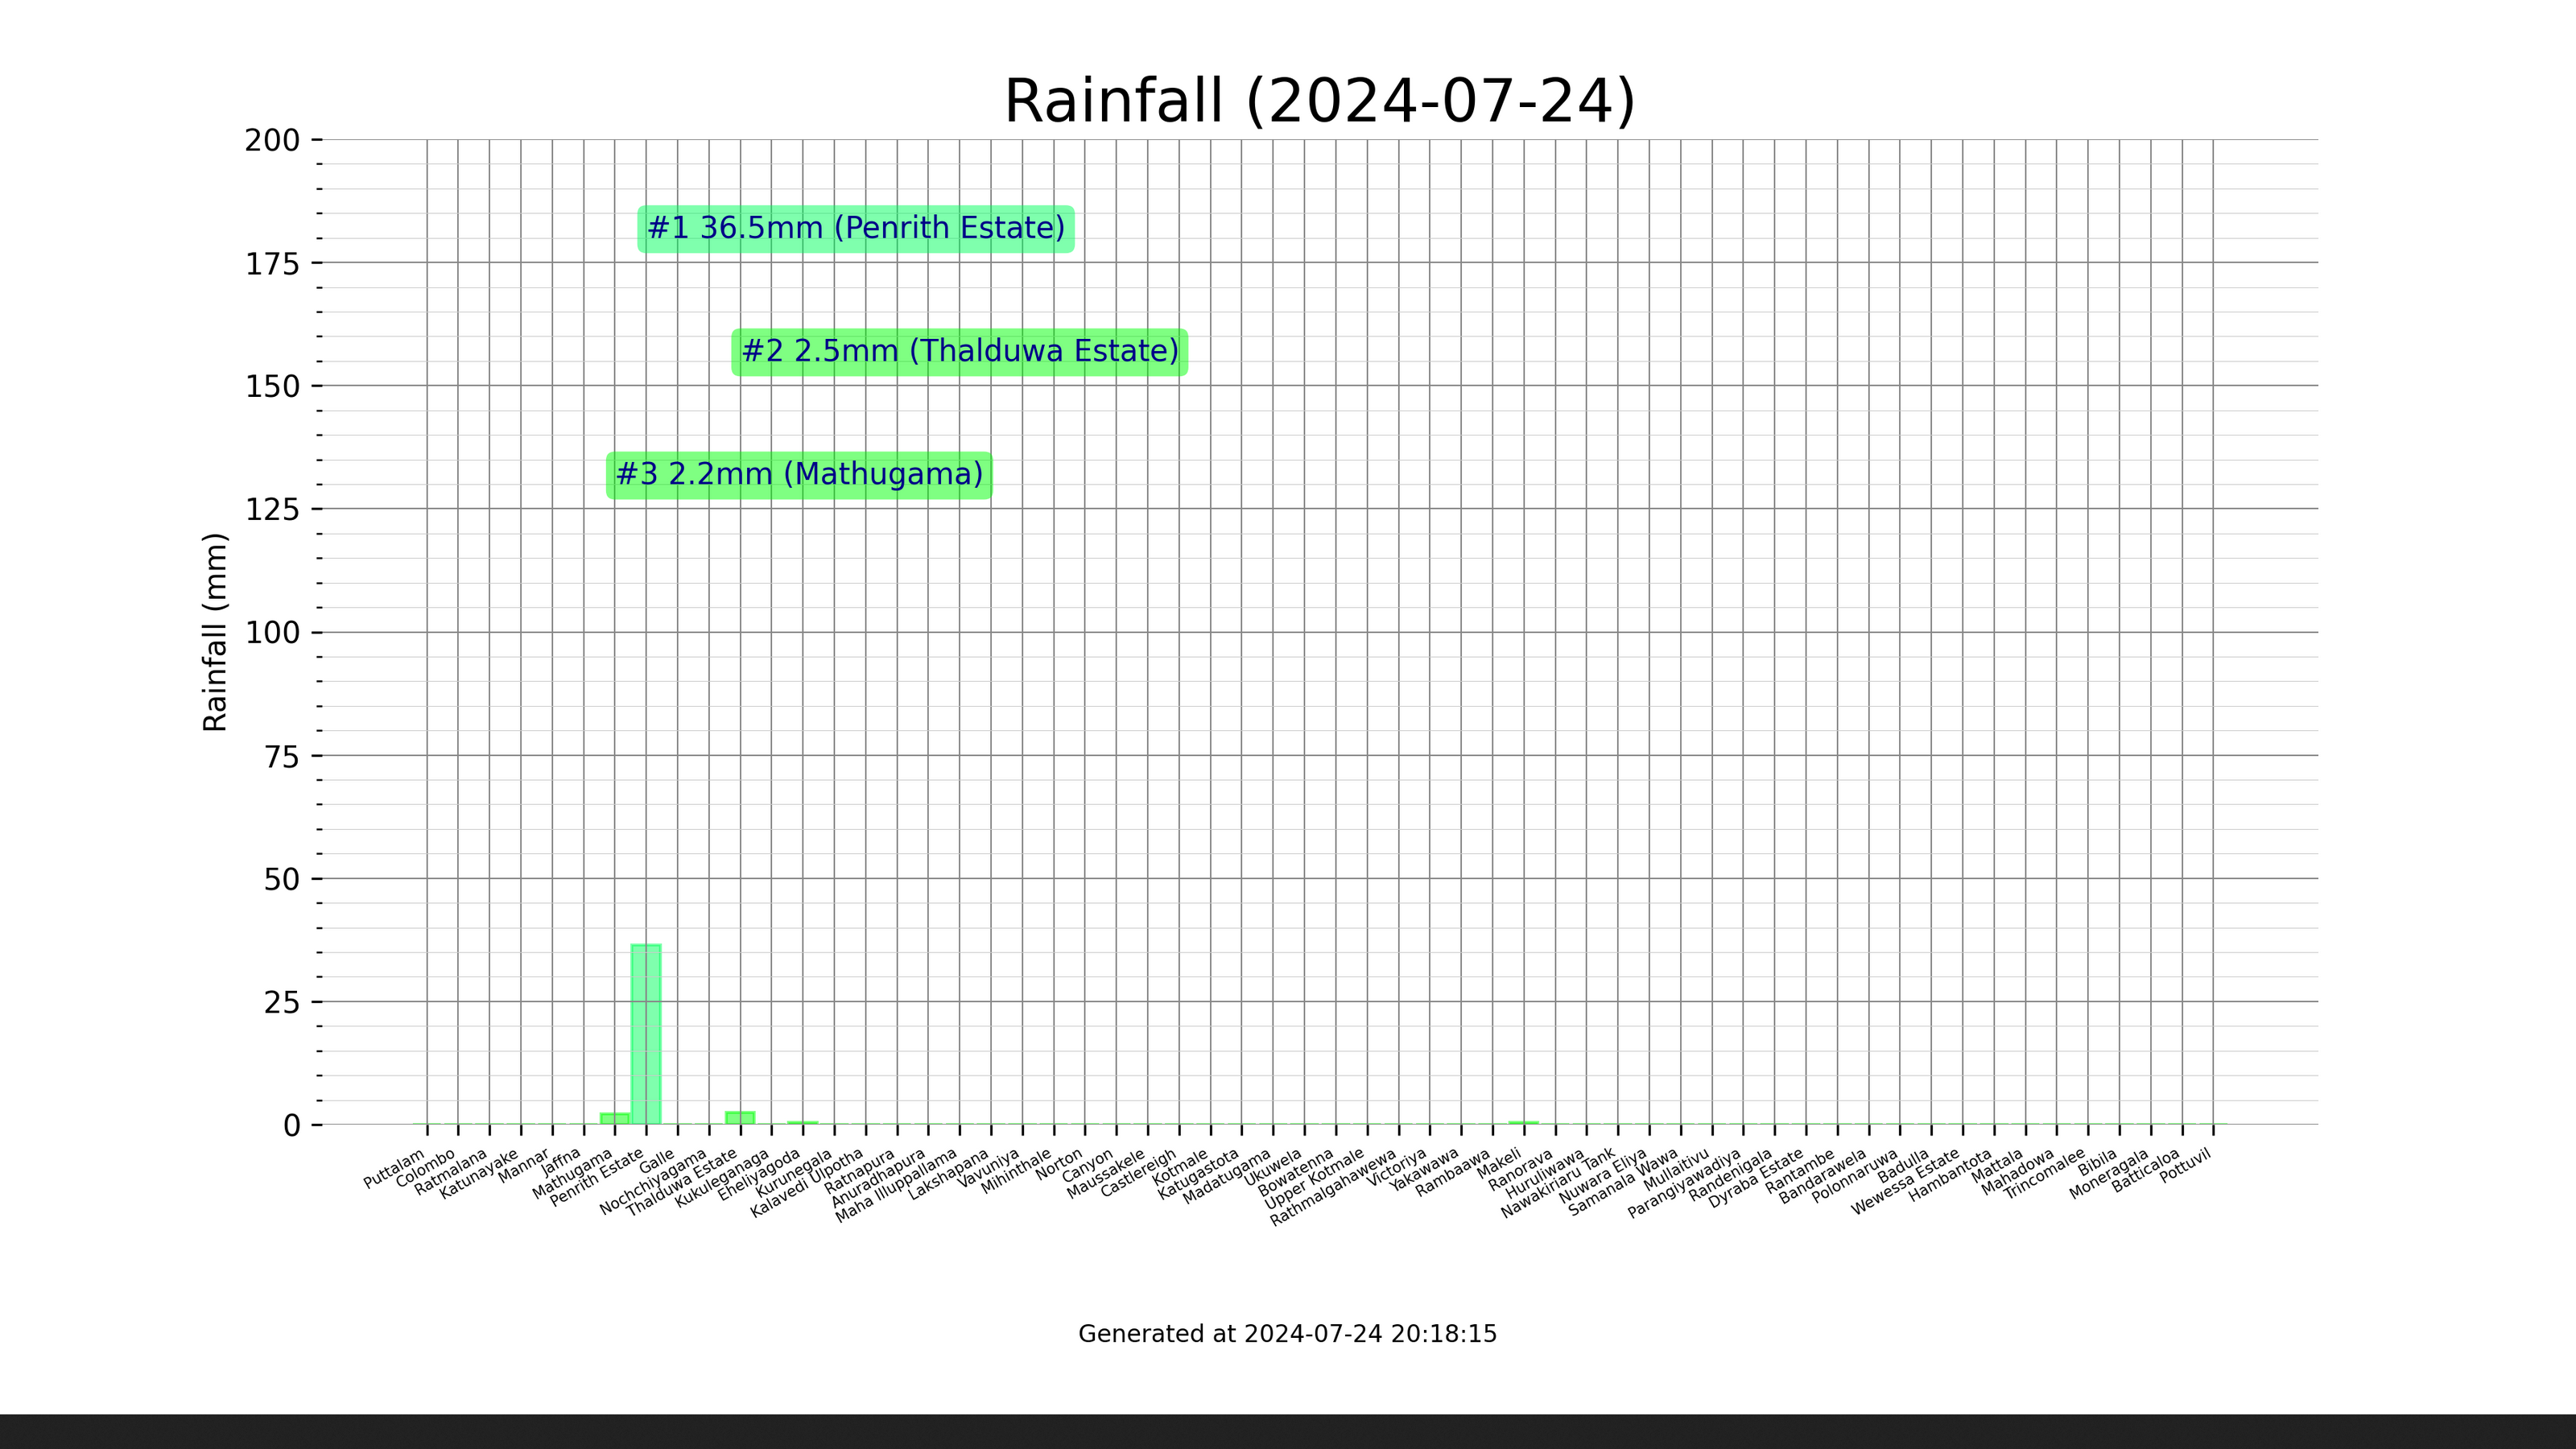 Rainfall (2024-07-24)
200
175
150
125
100
75
50
25
0
Rainfall (mm)
#1 36.5mm (Penrith Estate)
#2 2.5mm (Thalduwa Estate)
#3 2.2mm (Mathugama)
Puttalam
Colombo
Ratmalana
Katunayake
Mannar
Jaffna
Mathugama
Penrith Estate
Galle
Nochchiyagama
Thalduwa Estate
Kukuleganaga
Eheliyagoda
Kurunegala
Kalavedi Ulpotha
Ratnapura
Anuradhapura
Maha Illuppallama
Lakshapana
Vavuniya
Mihinthale
Norton
Canyon
Maussakele
Castlereigh
Kotmale
Katugastota
Madatugama
Ukuwela
Bowatenna
Upper Kotmale
Rathmalgahawewa
Victoriya
Yakawawa
Rambaawa
Makeli
Ranorava
Huruliwawa
Nawakiriaru Tank
Nuwara Eliya
Samanala Wawa
Mullaitivu
Parangiyawadiya
Randenigala
Dyraba Estate
Rantambe
Bandarawela
Polonnaruwa
Badulla
Wewessa Estate
Hambantota
Mattala
Mahadowa
Trincomalee
Bibila
Moneragala
Batticaloa
Pottuvil
Generated at 2024-07-24 20:18:15